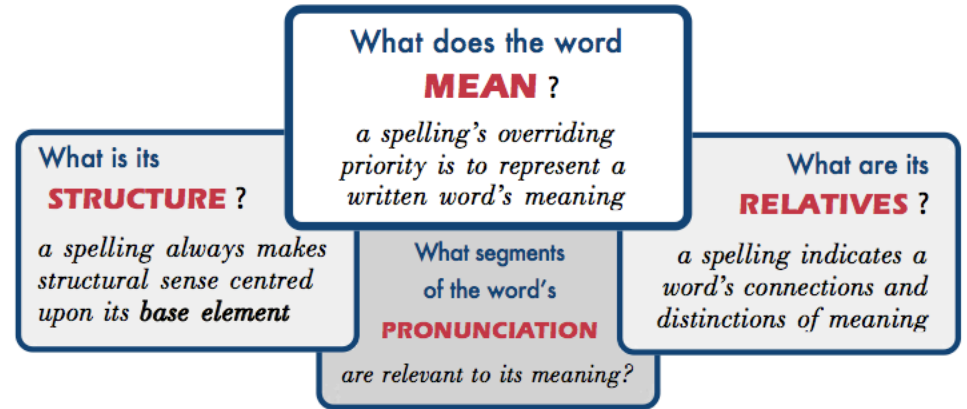 What does the word
MEAN ?
a spelling's overriding
priority is to represent a
written word's meaning
What is its
STRUCTURE ?
a spelling always makes
structural sense centred
upon its base element
What segments
of the word's
PRONUNCIATION
are relevant to its meaning?
What are its
RELATIVES ?
a spelling indicates a
word's connections and
distinctions of meaning